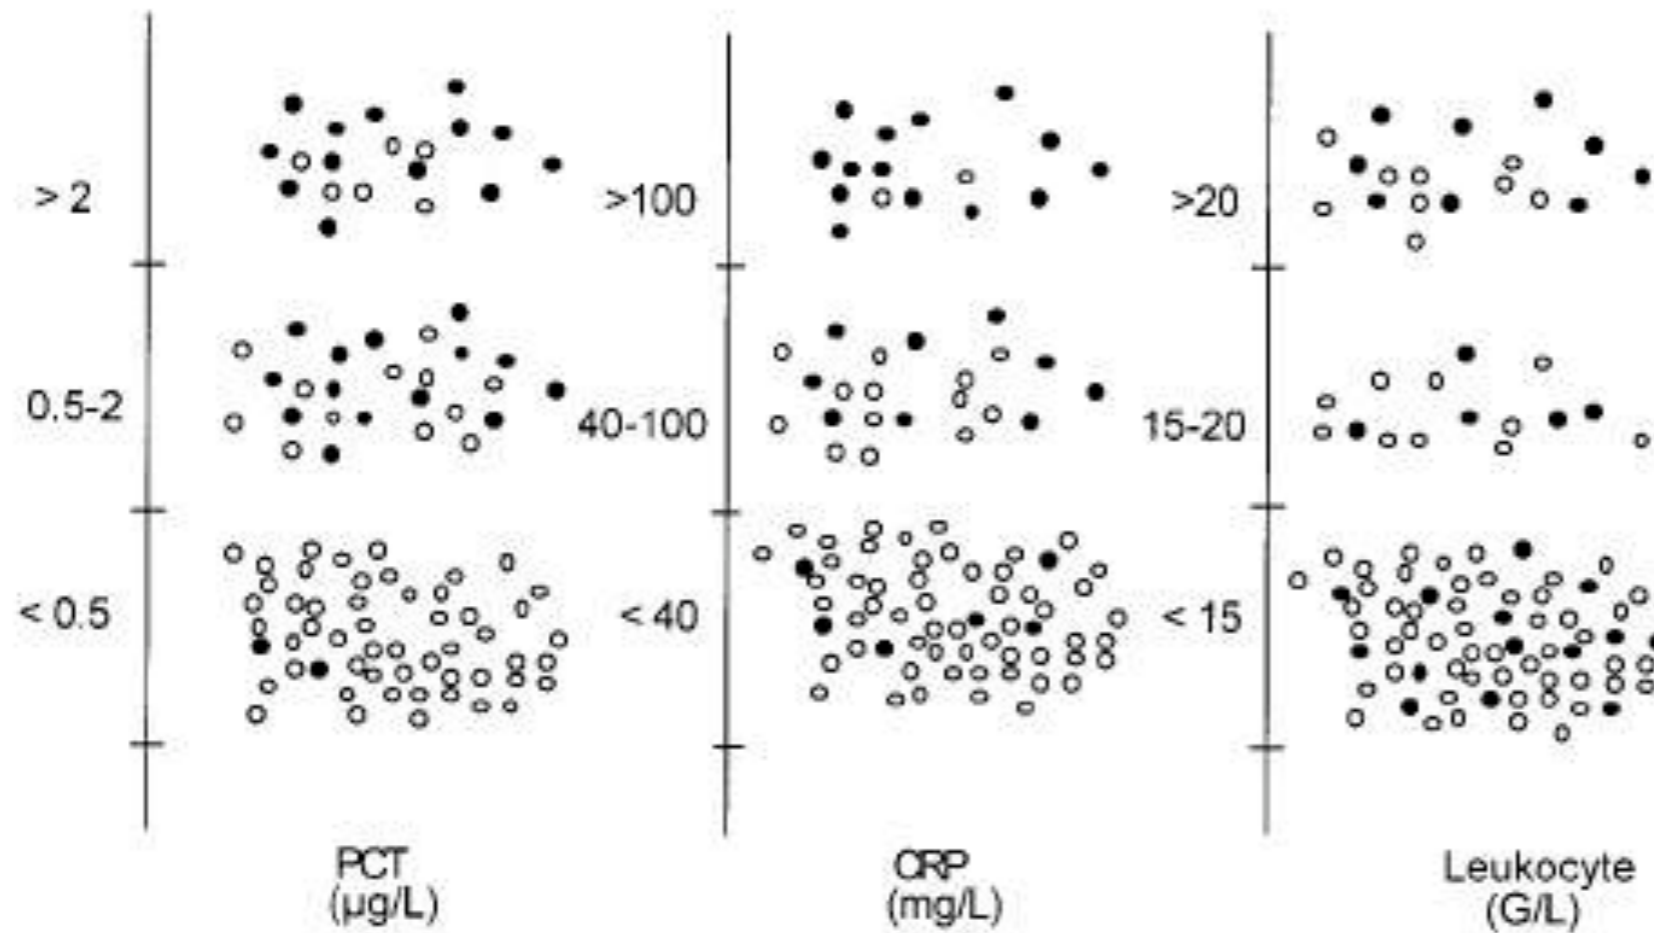 > 2
>100
>20
0.5-2
40-100
15-20
< 0.5
< 40
< 15
PCT
(µg/L)
CRP
(mg/L)
Leukocyte
(G/L)